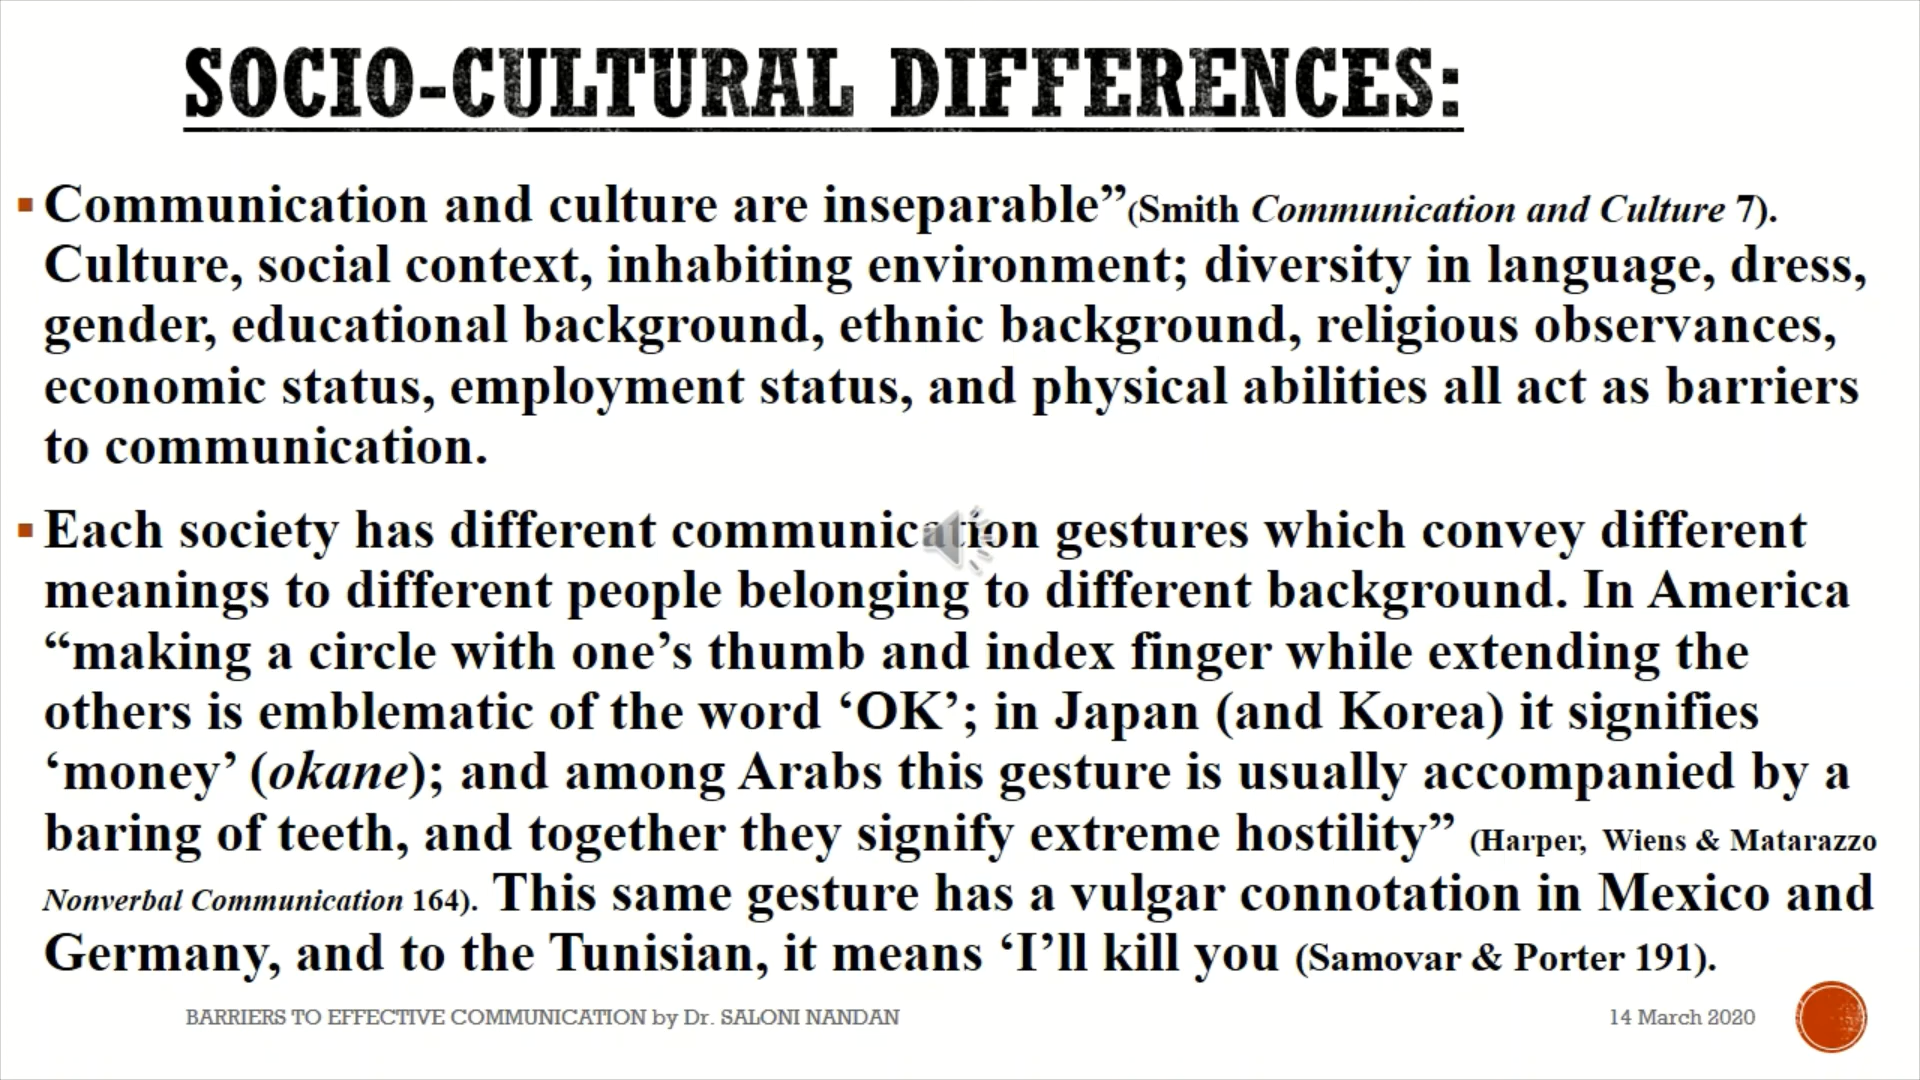 SOCIO-CULTURAL DIFFERENCES:
▪ Communication and culture are inseparable”(Smith Communication and Culture 7).
Culture, social context, inhabiting environment; diversity in language, dress,
gender, educational background, ethnic background, religious observances,
economic status, employment status, and physical abilities all act as barriers
to communication.
▪ Each society has different communication gestures which convey different
meanings to different people belonging to different background. In America
“making a circle with one’s thumb and index finger while extending the
others is emblematic of the word ‘OK’; in Japan (and Korea) it signifies
‘money’ (okane); and among Arabs this gesture is usually accompanied by a
baring of teeth, and together they signify extreme hostility” (Harper, Wiens & Matarazzo
Nonverbal Communication 164). This same gesture has a vulgar connotation in Mexico and
Germany, and to the Tunisian, it means ‘I’ll kill you (Samovar & Porter 191).
BARRIERS TO EFFECTIVE COMMUNICATION by Dr. SALONI NANDAN
14 March 2020